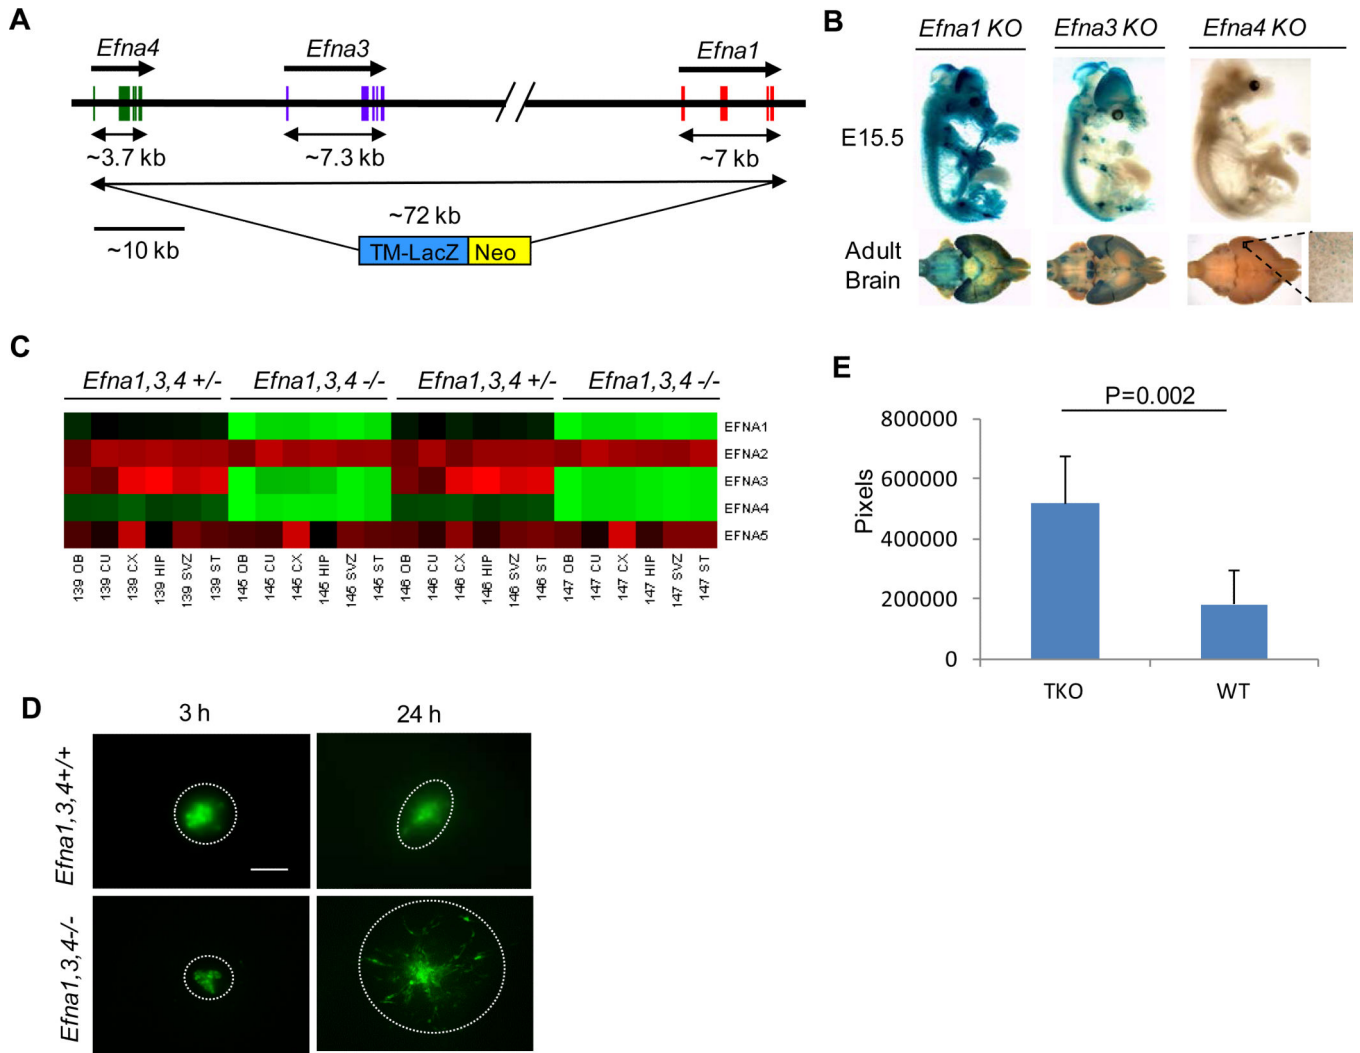 A
Efna4
Efna3
Efna1
~3.7 kb
~7.3 kb
~7 kb
~72 kb
~10 kb
TM-LacZ
Neo
B
Efna1 KO
Efna3 KO
Efna4 KO
E15.5
Adult
Brain
C
Efna1,3,4 +/-
Efna1,3,4 -/-
Efna1,3,4 +/-
Efna1,3,4 -/-
EFNA1
EFNA2
EFNA3
EFNA4
EFNA5
139 OB
139 CU
139 CX
139 HIP
139 SVZ
139 ST
145 OB
145 CU
145 CX
145 HIP
145 SVZ
145 ST
146 OB
146 CU
146 CX
146 HIP
146 SVZ
146 ST
147 OB
147 CU
147 CX
147 HIP
147 SVZ
147 ST
D
3 h
24 h
Efna1,3,4+/+
Efna1,3,4-/-
E
P=0.002
Pixels
800000
600000
400000
200000
0
TKO
WT